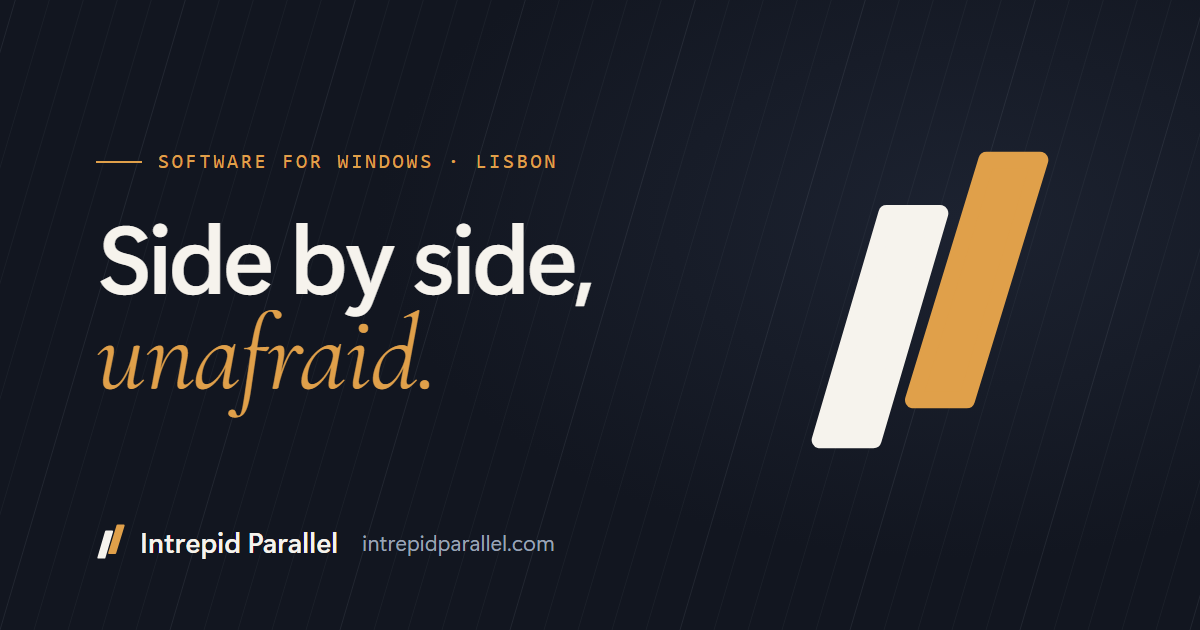 SOFTWARE FOR WINDOWS · LISBON
Side by side,
unafraid.
Intrepid Parallel intrepidparallel.com